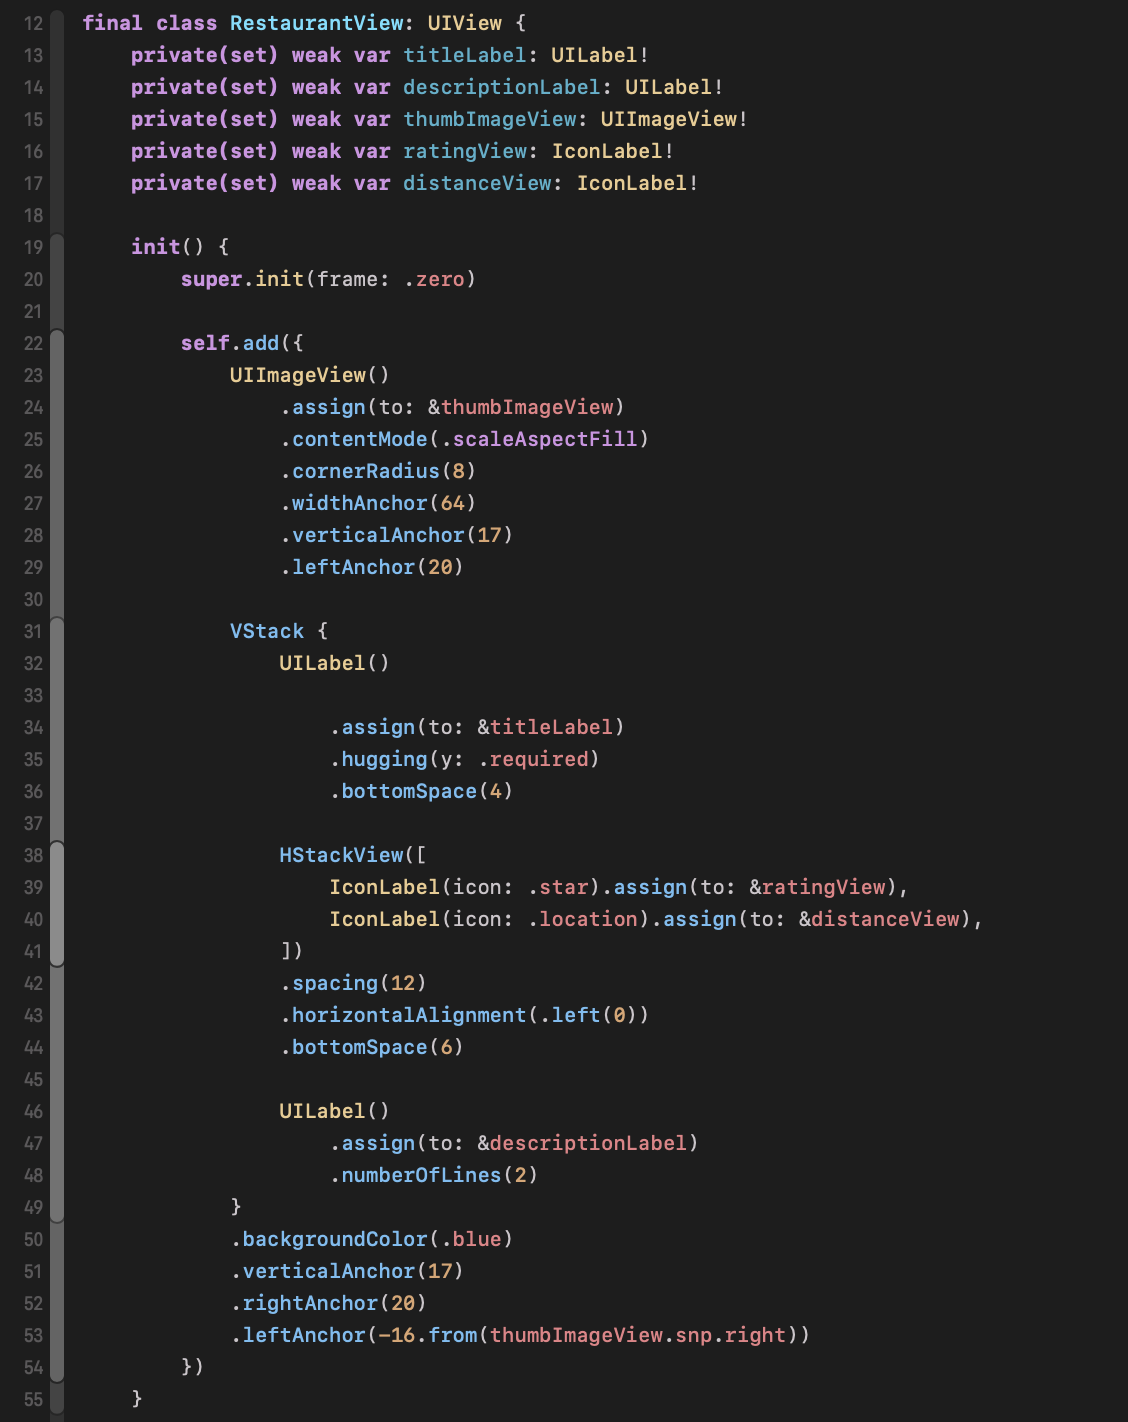 12 final class RestaurantView: UIView {
13     private(set) weak var titleLabel: UILabel!
14     private(set) weak var descriptionLabel: UILabel!
15     private(set) weak var thumbImageView: UIImageView!
16     private(set) weak var ratingView: IconLabel!
17     private(set) weak var distanceView: IconLabel!
18
19     init() {
20         super.init(frame: .zero)
21
22         self.add({
23             UIImageView()
24                 .assign(to: &thumbImageView)
25                 .contentMode(.scaleAspectFill)
26                 .cornerRadius(8)
27                 .widthAnchor(64)
28                 .verticalAnchor(17)
29                 .leftAnchor(20)
30
31             VStack {
32                 UILabel()
33
34                     .assign(to: &titleLabel)
35                     .hugging(y: .required)
36                     .bottomSpace(4)
37
38                 HStackView([
39                     IconLabel(icon: .star).assign(to: &ratingView),
40                     IconLabel(icon: .location).assign(to: &distanceView),
41                 ])
42                 .spacing(12)
43                 .horizontalAlignment(.left(0))
44                 .bottomSpace(6)
45
46                 UILabel()
47                     .assign(to: &descriptionLabel)
48                     .numberOfLines(2)
49             }
50             .backgroundColor(.blue)
51             .verticalAnchor(17)
52             .rightAnchor(20)
53             .leftAnchor(-16.from(thumbImageView.snp.right))
54         })
55     }